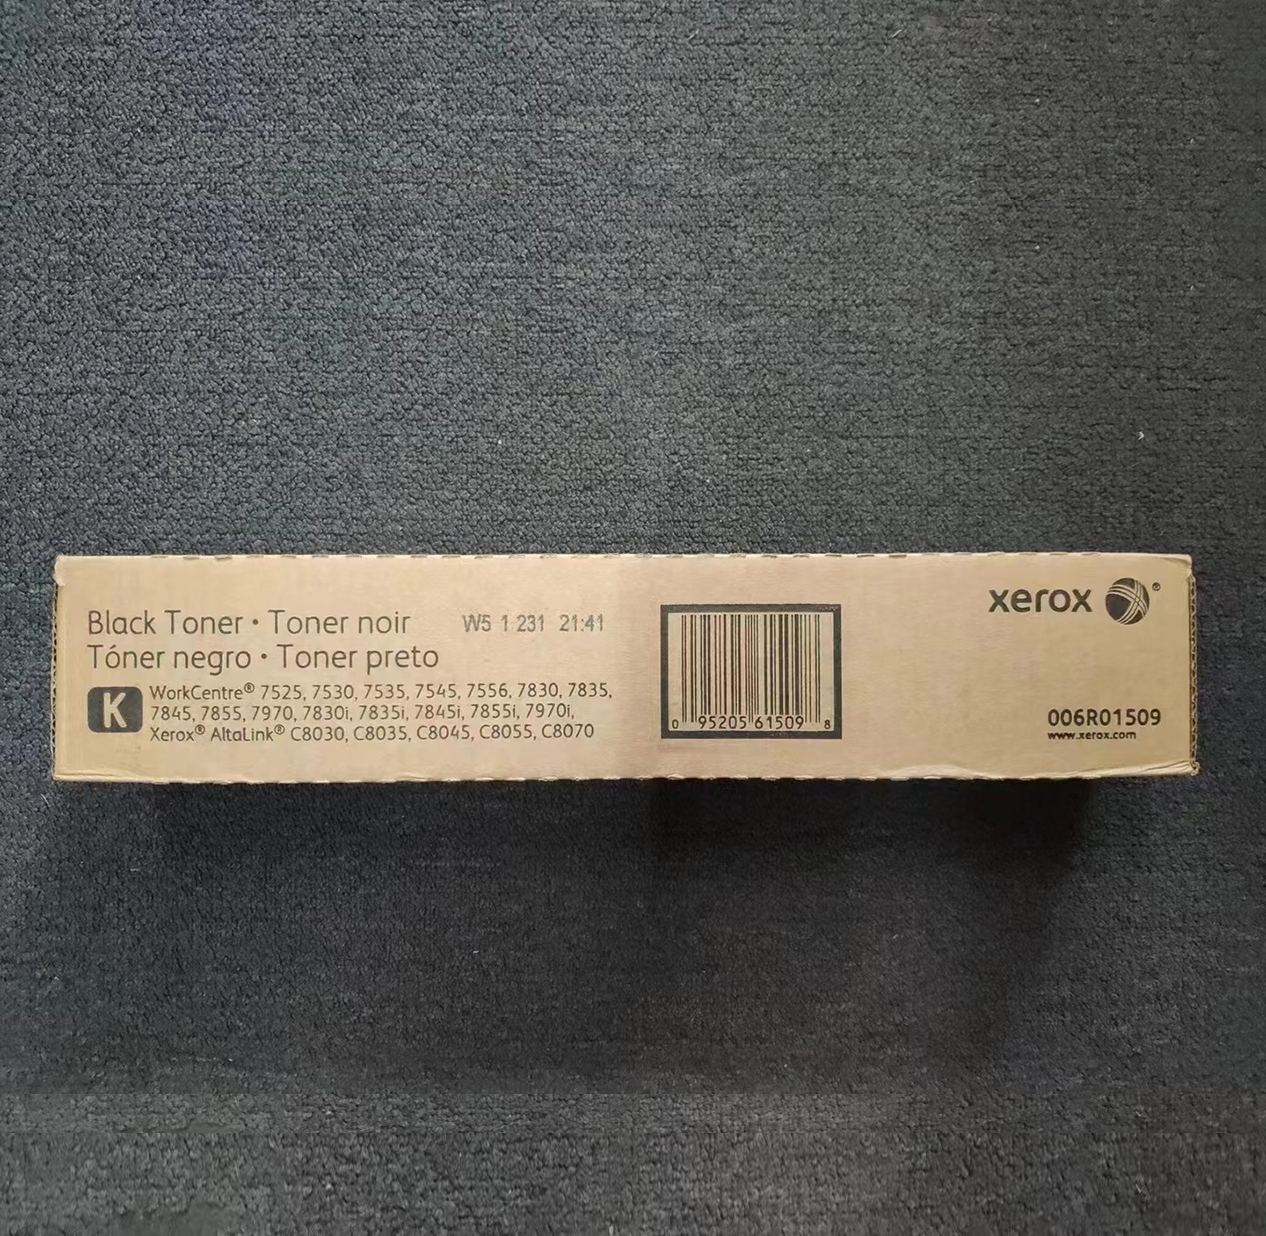 Black Toner • Toner noir
Tóner negro • Toner preto
W5 1 231 21:41
K
WorkCentre® 7525, 7530, 7535, 7545, 7556, 7830, 7835,
7845, 7855, 7970, 7830i, 7835i, 7845i, 7855i, 7970i,
Xerox® AltaLink® C8030, C8035, C8045, C8055, C8070
0 95205 61509 8
xerox ®
006R01509
www.xerox.com